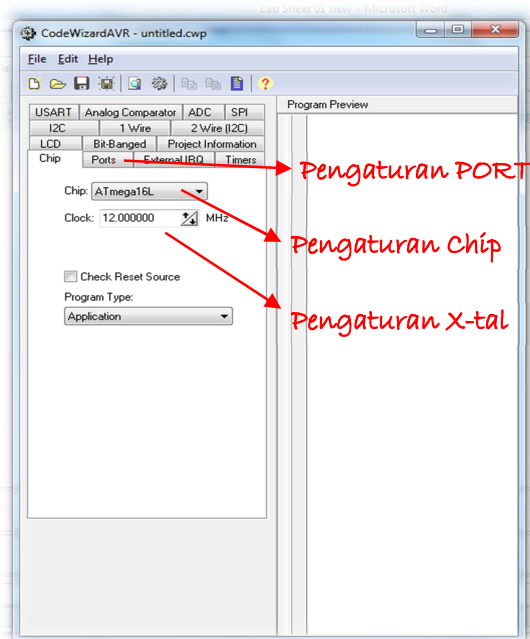 Lab Sheet 01 new - Microsoft Word
CodeWizardAVR - untitled.cwp
File Edit Help
USART Analog Comparator ADC SPI
I2C 1 Wire 2 Wire (I2C)
LCD Bit-Banged Project Information
Chip Ports External IRQ Timers
Chip: ATmega16L
Clock: 12.000000 MHz
Check Reset Source
Program Type:
Application
Program Preview
Pengaturan PORT
Pengaturan Chip
Pengaturan X-tal